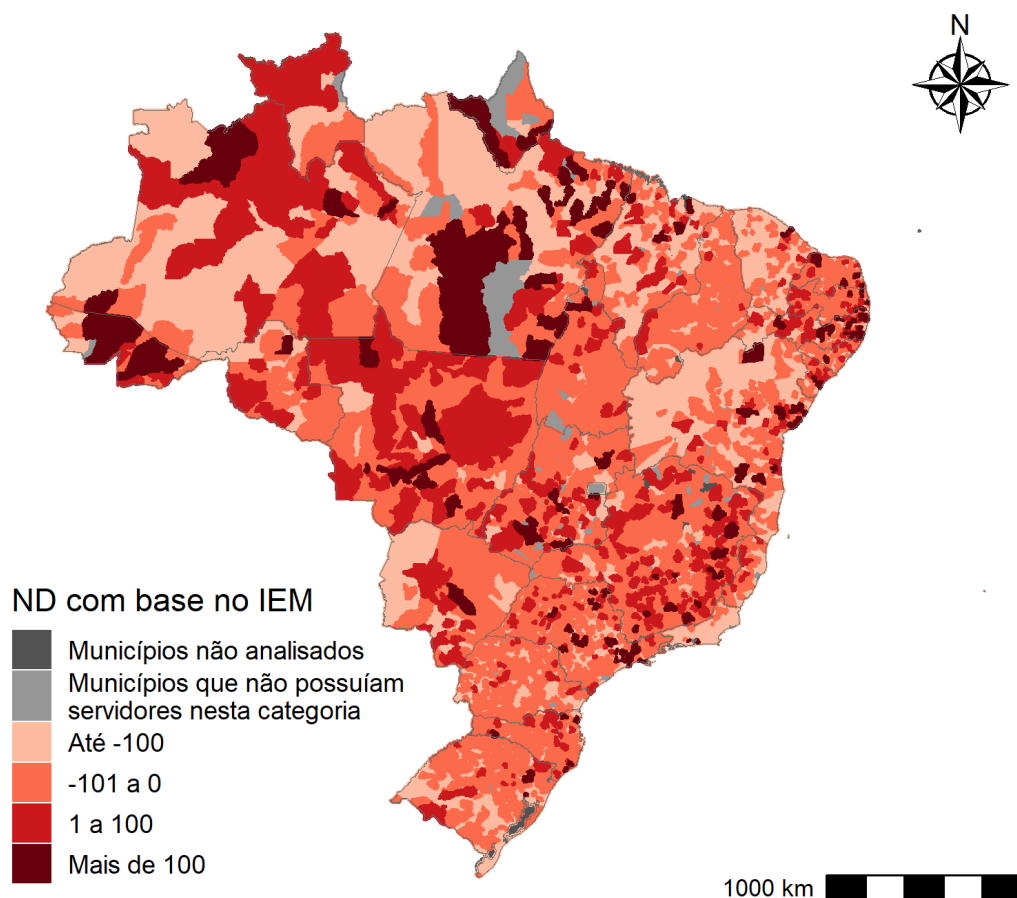 N
ND com base no IEM
Municípios não analisados
Municípios que não possuíam
servidores nesta categoria
Até -100
-101 a 0
1 a 100
Mais de 100
1000 km